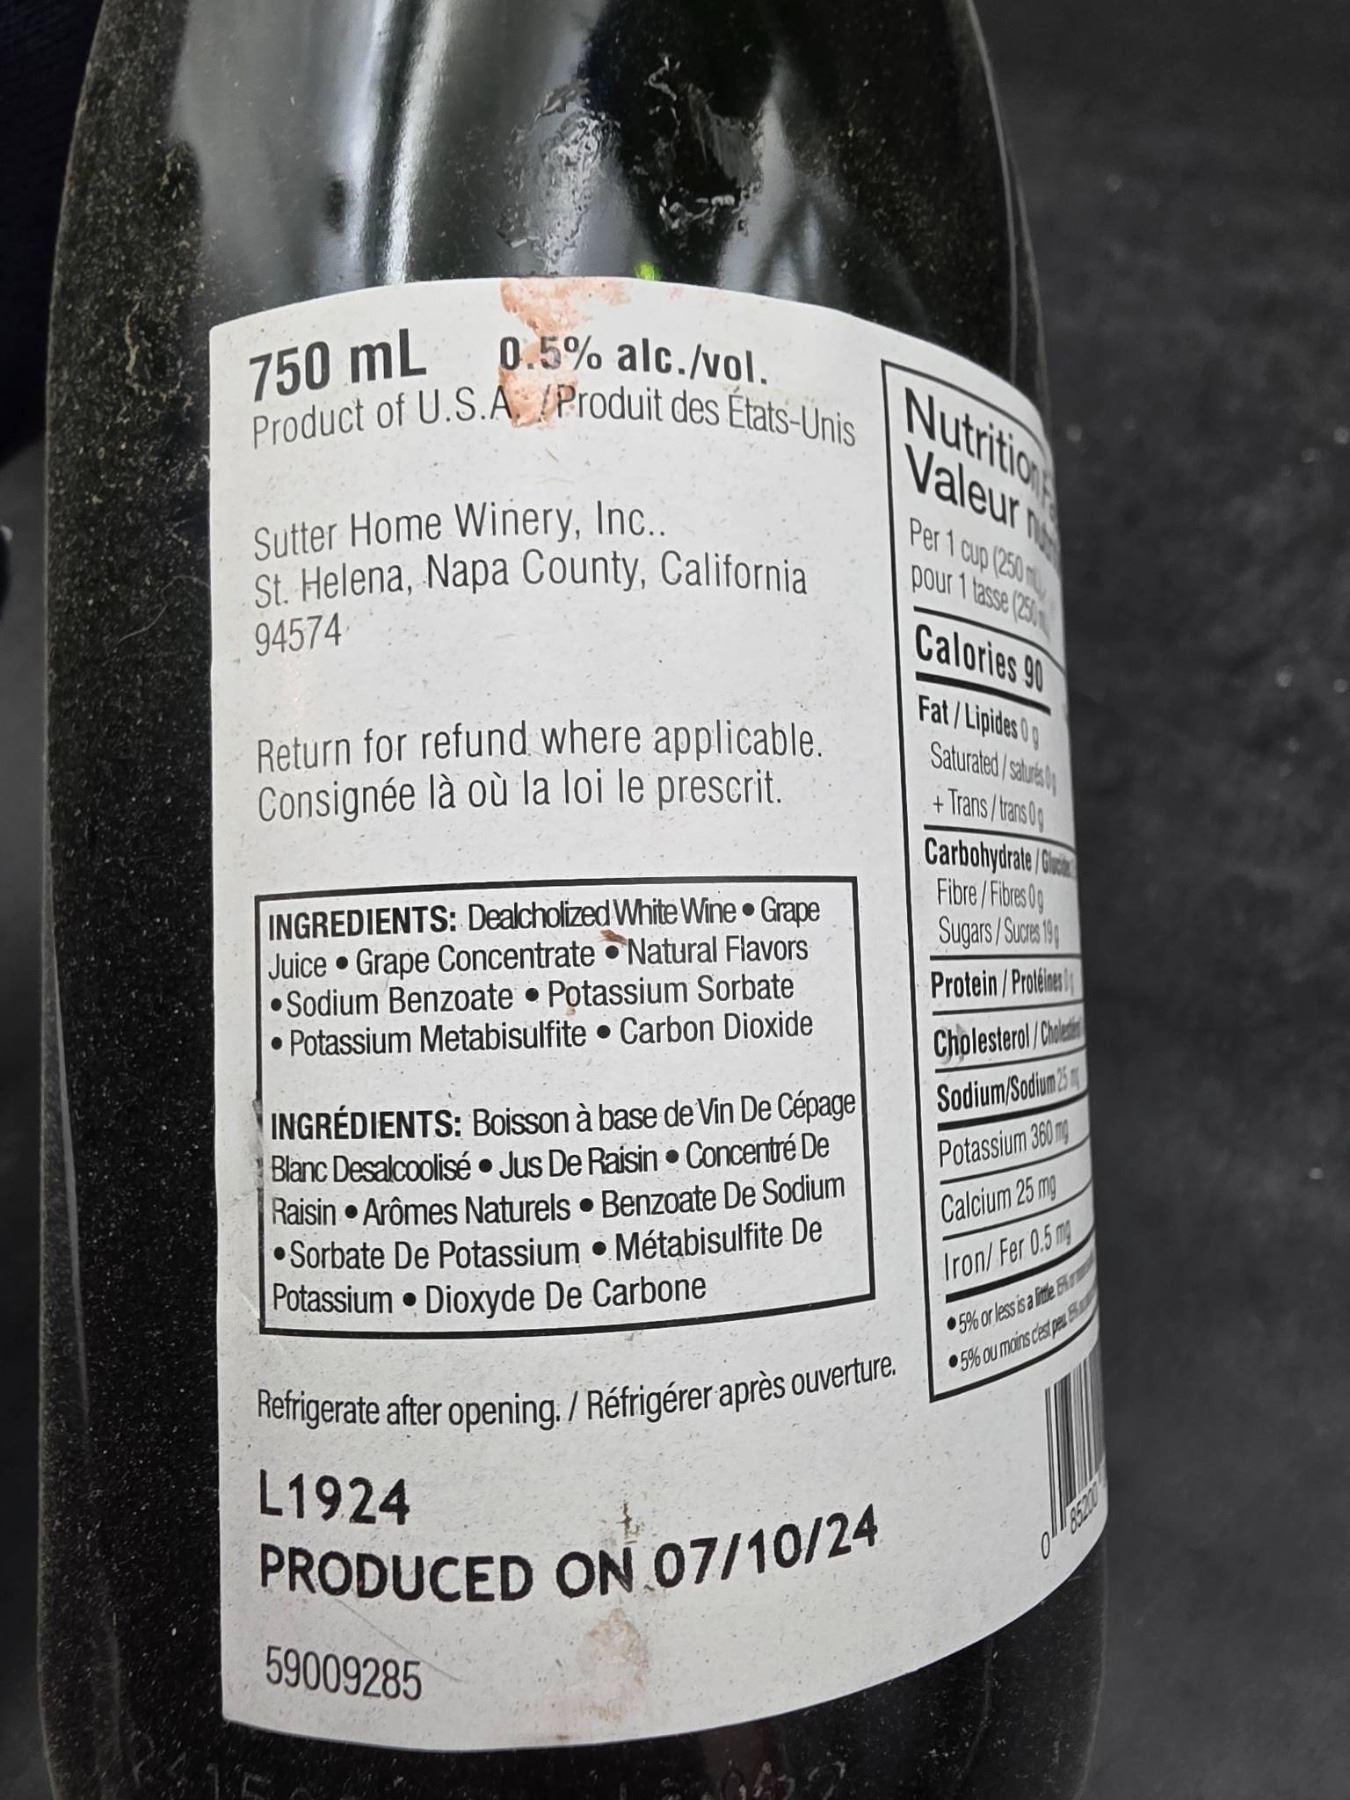 750 mL 0.5% alc./vol.
Product of U.S.A. / Produit des États-Unis
Sutter Home Winery, Inc..
St. Helena, Napa County, California
94574
Return for refund where applicable.
Consignée là où la loi le prescrit.
INGREDIENTS: Dealcholized White Wine • Grape
Juice • Grape Concentrate • Natural Flavors
• Sodium Benzoate • Potassium Sorbate
• Potassium Metabisulfite • Carbon Dioxide
INGRÉDIENTS: Boisson à base de Vin De Cépage
Blanc Desalcoolisé • Jus De Raisin • Concentré De
Raisin • Arômes Naturels • Benzoate De Sodium
• Sorbate De Potassium • Métabisulfite De
Potassium • Dioxyde De Carbone
Refrigerate after opening. / Réfrigérer après ouverture.
L1924
PRODUCED ON 07/10/24
59009285
Nutrition
Valeur
Per 1 cup (250
pour 1 tasse (250
Calories 90
Fat / Lipides 0 g
Saturated / saturés 0 g
+ Trans / trans 0 g
Carbohydrate /
Fibre / Fibres 0 g
Sugars / Sucres 19 g
Protein / Protéines
Cholesterol /
Sodium/Sodium 25
Potassium 360 mg
Calcium 25 mg
Iron/ Fer 0.5 mg
• 5% or less is a little
• 5% ou moins c'est peu
0 85200